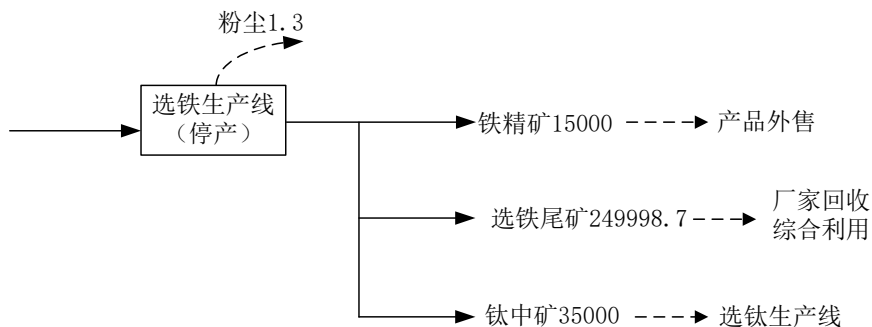 粉尘1.3
选铁生产线
（停产）
铁精矿15000
产品外售
选铁尾矿249998.7
厂家回收
综合利用
钛中矿35000
选钛生产线